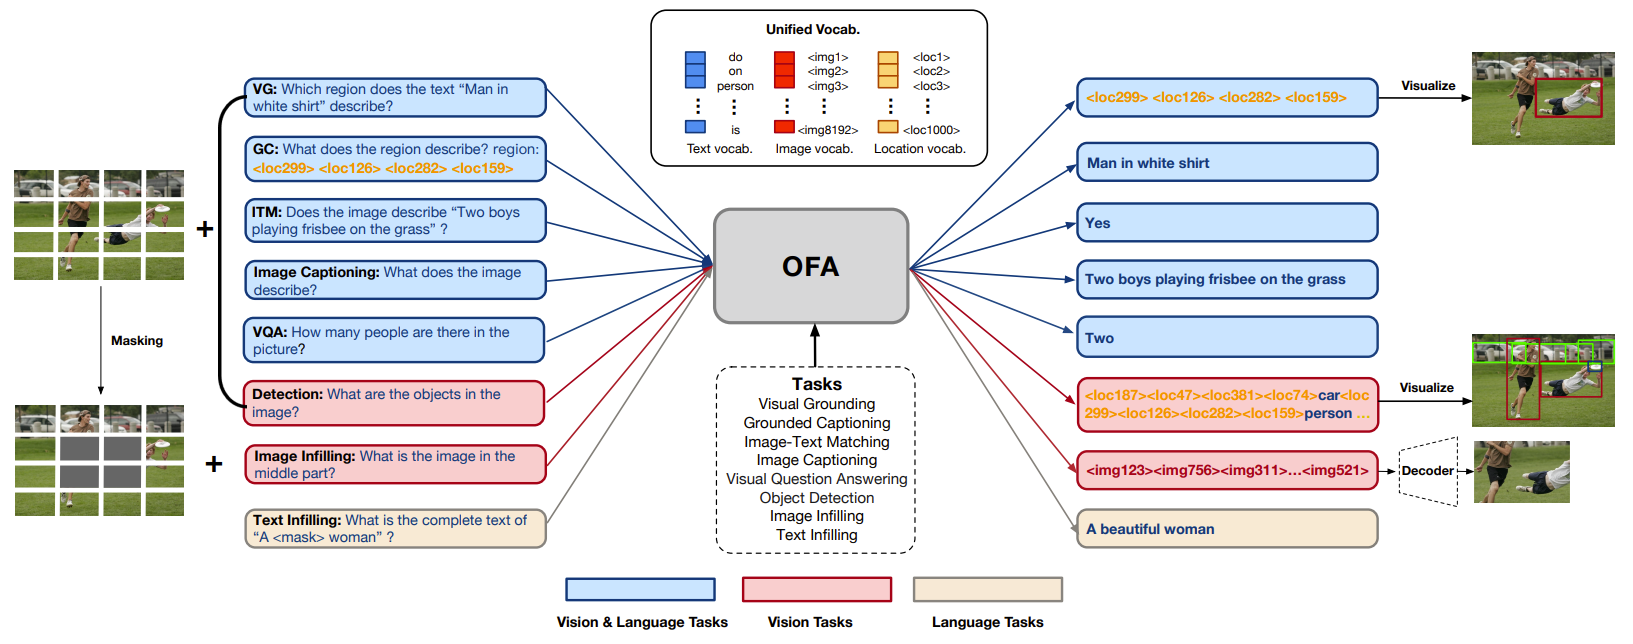 Unified Vocab.
do
on
person
is
Text vocab.
<img1>
<img2>
<img3>
<img8192>
Image vocab.
<loc1>
<loc2>
<loc3>
<loc1000>
Location vocab.
Masking
+
+
VG: Which region does the text “Man in
white shirt” describe?
GC: What does the region describe? region:
<loc299> <loc126> <loc282> <loc159>
ITM: Does the image describe “Two boys
playing frisbee on the grass” ?
Image Captioning: What does the image
describe?
VQA: How many people are there in the
picture?
Detection: What are the objects in the
image?
Image Infilling: What is the image in the
middle part?
Text Infilling: What is the complete text of
“A <mask> woman” ?
OFA
Tasks
Visual Grounding
Grounded Captioning
Image-Text Matching
Image Captioning
Visual Question Answering
Object Detection
Image Infilling
Text Infilling
<loc299> <loc126> <loc282> <loc159>
Visualize
Man in white shirt
Yes
Two boys playing frisbee on the grass
Two
<loc187><loc47><loc381><loc74>car<loc
299><loc126><loc282><loc159>person ...
Visualize
<img123><img756><img311>...<img521>
Decoder
A beautiful woman
Vision & Language Tasks
Vision Tasks
Language Tasks